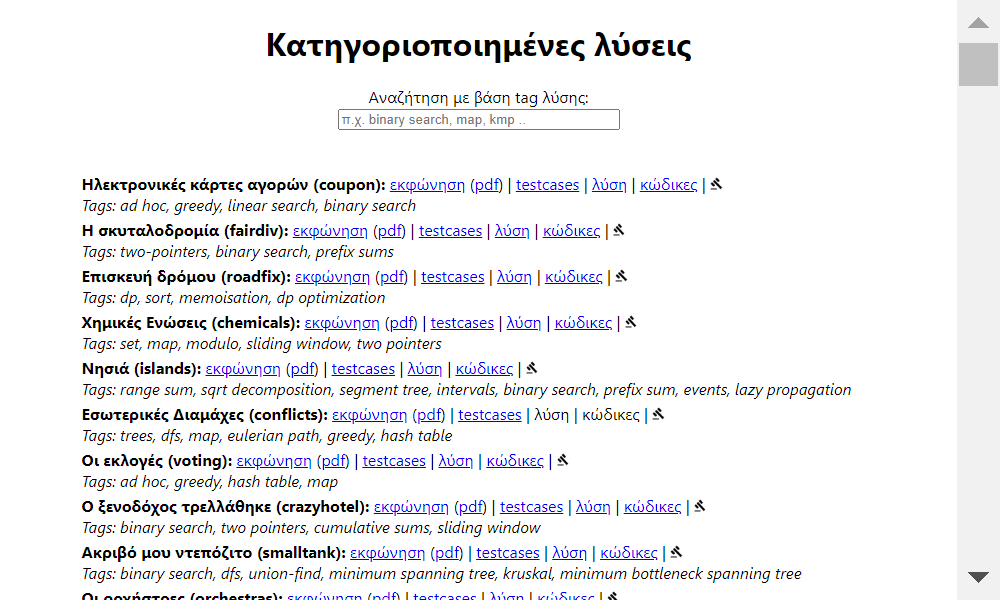 Κατηγοριοποιημένες λύσεις
Αναζήτηση με βάση tag λύσης:
π.χ. binary search, map, kmp ..
Ηλεκτρονικές κάρτες αγορών (coupon): εκφώνηση (pdf) | testcases | λύση | κώδικες |
Tags: ad hoc, greedy, linear search, binary search
Η σκυταλοδρομία (fairdiv): εκφώνηση (pdf) | testcases | λύση | κώδικες |
Tags: two-pointers, binary search, prefix sums
Επισκευή δρόμου (roadfix): εκφώνηση (pdf) | testcases | λύση | κώδικες |
Tags: dp, sort, memoisation, dp optimization
Χημικές Ενώσεις (chemicals): εκφώνηση (pdf) | testcases | λύση | κώδικες |
Tags: set, map, modulo, sliding window, two pointers
Νησιά (islands): εκφώνηση (pdf) | testcases | λύση | κώδικες |
Tags: range sum, sqrt decomposition, segment tree, intervals, binary search, prefix sum, events, lazy propagation
Εσωτερικές Διαμάχες (conflicts): εκφώνηση (pdf) | testcases | λύση | κώδικες |
Tags: trees, dfs, map, eulerian path, greedy, hash table
Οι εκλογές (voting): εκφώνηση (pdf) | testcases | λύση | κώδικες |
Tags: ad hoc, greedy, hash table, map
Ο ξενοδόχος τρελλάθηκε (crazyhotel): εκφώνηση (pdf) | testcases | λύση | κώδικες |
Tags: binary search, two pointers, cumulative sums, sliding window
Ακριβό μου ντεπόζιτο (smalltank): εκφώνηση (pdf) | testcases | λύση | κώδικες |
Tags: binary search, dfs, union-find, minimum spanning tree, kruskal, minimum bottleneck spanning tree
Οι ορχήστρες (orchestras): εκφώνηση (pdf) | testcases | λύση | κώδικες |